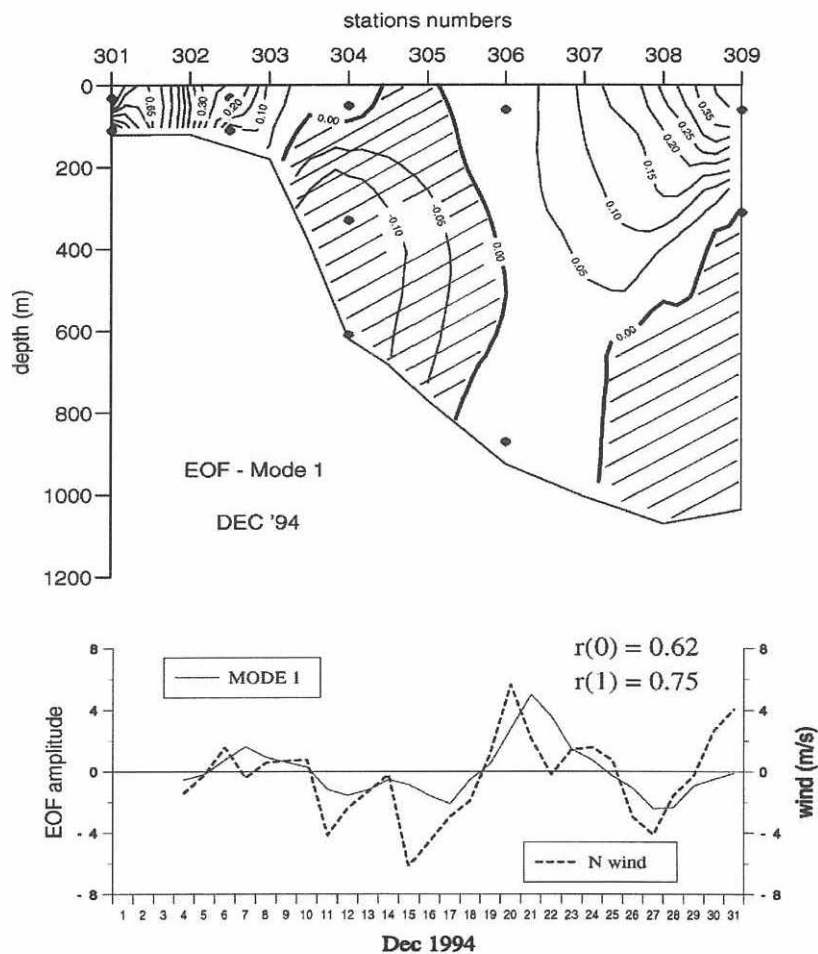 stations numbers
301 302 303 304 305 306 307 308 309
0
200
400
600
800
1000
1200
depth (m)
0.65 0.30 0.20 0.10
0.00
-0.10 -0.05 0.00
0.05 0.10 0.15 0.20 0.25 0.35
0.00
EOF - Mode 1
DEC '94
8
4
0
- 4
- 8
EOF amplitude
MODE 1
r(0) = 0.62
r(1) = 0.75
8
4
0
- 4
- 8
wind (m/s)
N wind
1 2 3 4 5 6 7 8 9 10 11 12 13 14 15 16 17 18 19 20 21 22 23 24 25 26 27 28 29 30 31
Dec 1994